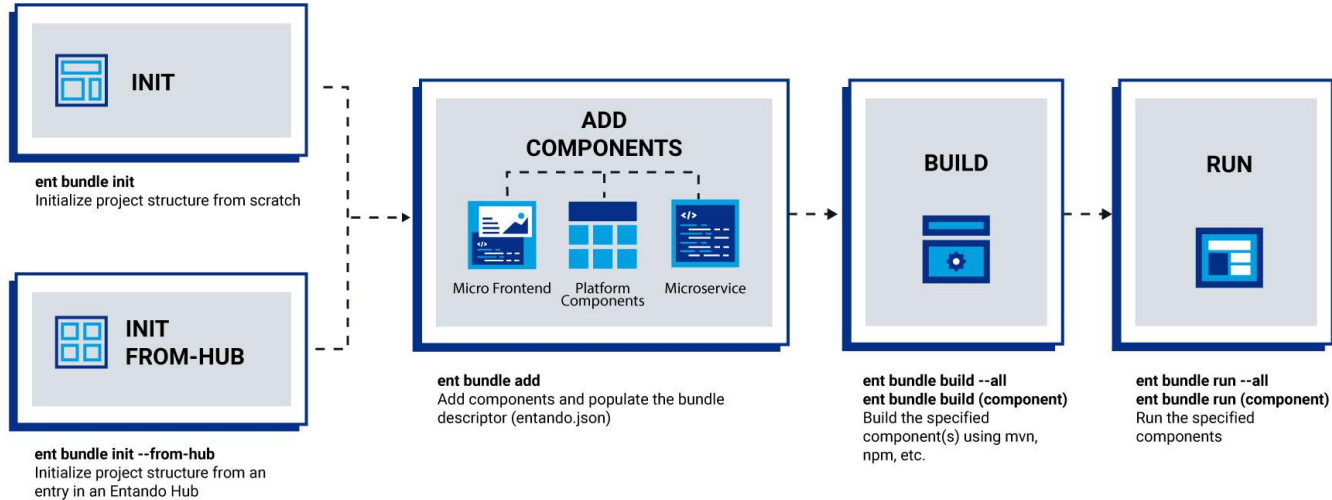 INIT
ent bundle init
Initialize project structure from scratch
INIT
FROM-HUB
ent bundle init --from-hub
Initialize project structure from an
entry in an Entando Hub
ADD
COMPONENTS
</>
</>
Micro Frontend
Platform
Components
Microservice
ent bundle add
Add components and populate the bundle
descriptor (entando.json)
BUILD
ent bundle build --all
ent bundle build (component)
Build the specified
component(s) using mvn,
npm, etc.
RUN
ent bundle run --all
ent bundle run (component)
Run the specified
components